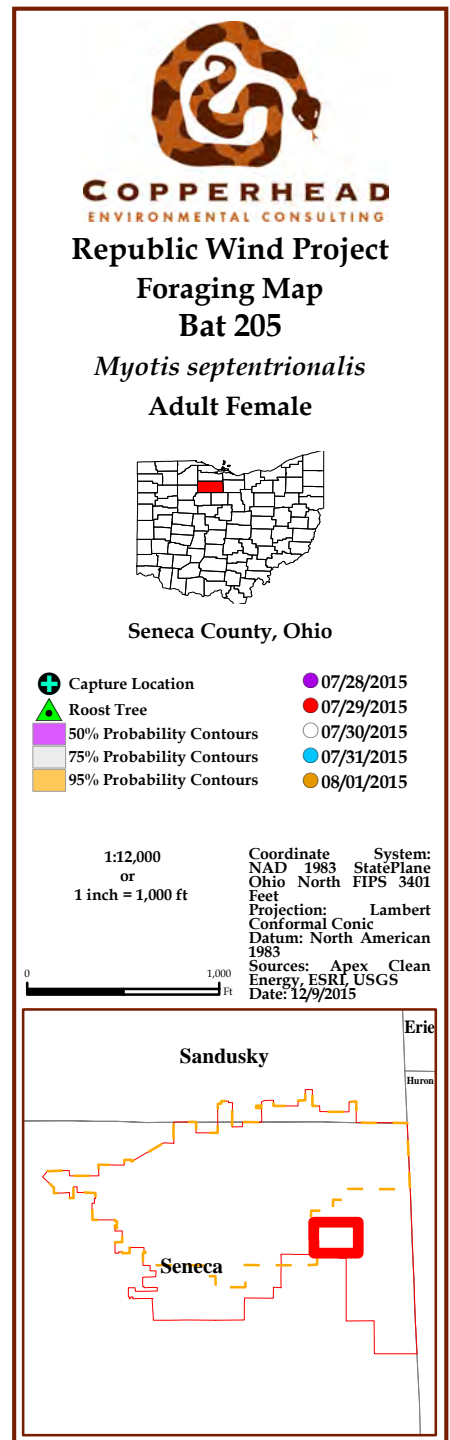 COPPERHEAD
ENVIRONMENTAL CONSULTING
Republic Wind Project
Foraging Map
Bat 205
Myotis septentrionalis
Adult Female
Seneca County, Ohio
Capture Location
Roost Tree
50% Probability Contours
75% Probability Contours
95% Probability Contours
07/28/2015
07/29/2015
07/30/2015
07/31/2015
08/01/2015
1:12,000
or
1 inch = 1,000 ft
0 1,000
Ft
Coordinate System:
NAD 1983 StatePlane
Ohio North FIPS 3401
Feet
Projection: Lambert
Conformal Conic
Datum: North American
1983
Sources: Apex Clean
Energy, ESRI, USGS
Date: 12/9/2015
Erie
Sandusky
Huron
Seneca